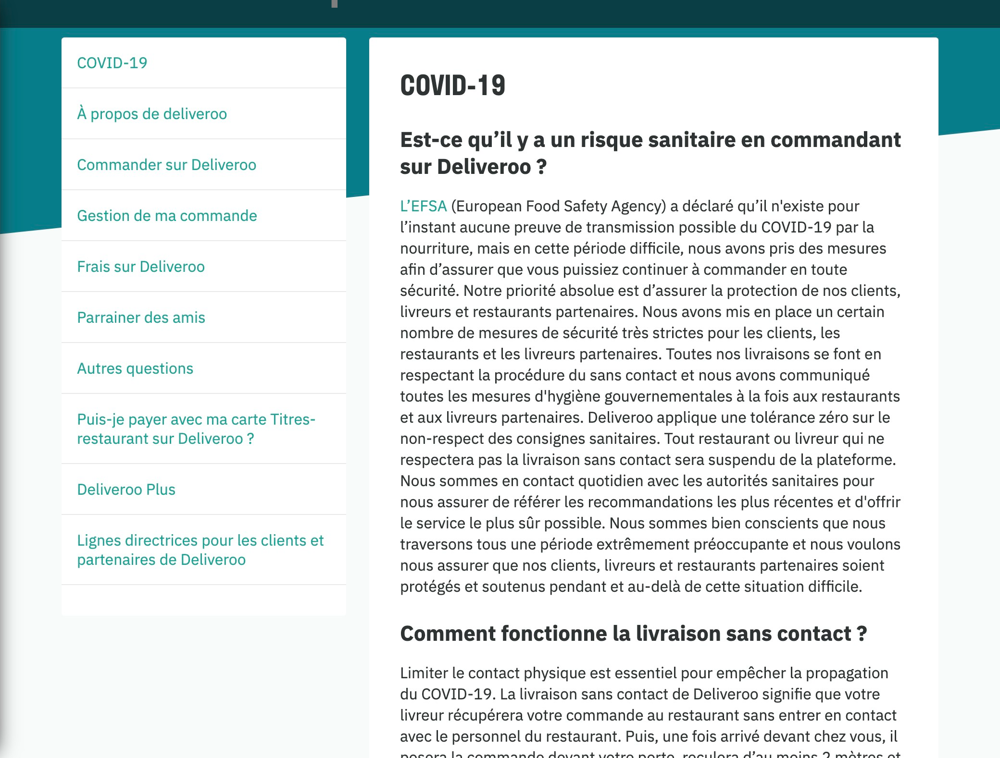 COVID-19
À propos de deliveroo
Commander sur Deliveroo
Gestion de ma commande
Frais sur Deliveroo
Parrainer des amis
Autres questions
Puis-je payer avec ma carte Titres-
restaurant sur Deliveroo ?
Deliveroo Plus
Lignes directrices pour les clients et
partenaires de Deliveroo
COVID-19
Est-ce qu’il y a un risque sanitaire en commandant
sur Deliveroo ?
L’EFSA (European Food Safety Agency) a déclaré qu’il n'existe pour
l’instant aucune preuve de transmission possible du COVID-19 par la
nourriture, mais en cette période difficile, nous avons pris des mesures
afin d’assurer que vous puissiez continuer à commander en toute
sécurité. Notre priorité absolue est d’assurer la protection de nos clients,
livreurs et restaurants partenaires. Nous avons mis en place un certain
nombre de mesures de sécurité très strictes pour les clients, les
restaurants et les livreurs partenaires. Toutes nos livraisons se font en
respectant la procédure du sans contact et nous avons communiqué
toutes les mesures d'hygiène gouvernementales à la fois aux restaurants
et aux livreurs partenaires. Deliveroo applique une tolérance zéro sur le
non-respect des consignes sanitaires. Tout restaurant ou livreur qui ne
respectera pas la livraison sans contact sera suspendu de la plateforme.
Nous sommes en contact quotidien avec les autorités sanitaires pour
nous assurer de référer les recommandations les plus récentes et d'offrir
le service le plus sûr possible. Nous sommes bien conscients que nous
traversons tous une période extrêmement préoccupante et nous voulons
nous assurer que nos clients, livreurs et restaurants partenaires soient
protégés et soutenus pendant et au-delà de cette situation difficile.
Comment fonctionne la livraison sans contact ?
Limiter le contact physique est essentiel pour empêcher la propagation
du COVID-19. La livraison sans contact de Deliveroo signifie que votre
livreur récupérera votre commande au restaurant sans entrer en contact
avec le personnel du restaurant. Puis, une fois arrivé devant chez vous, il
posera la commande devant votre porte, reculera d’au moins 2 mètres et